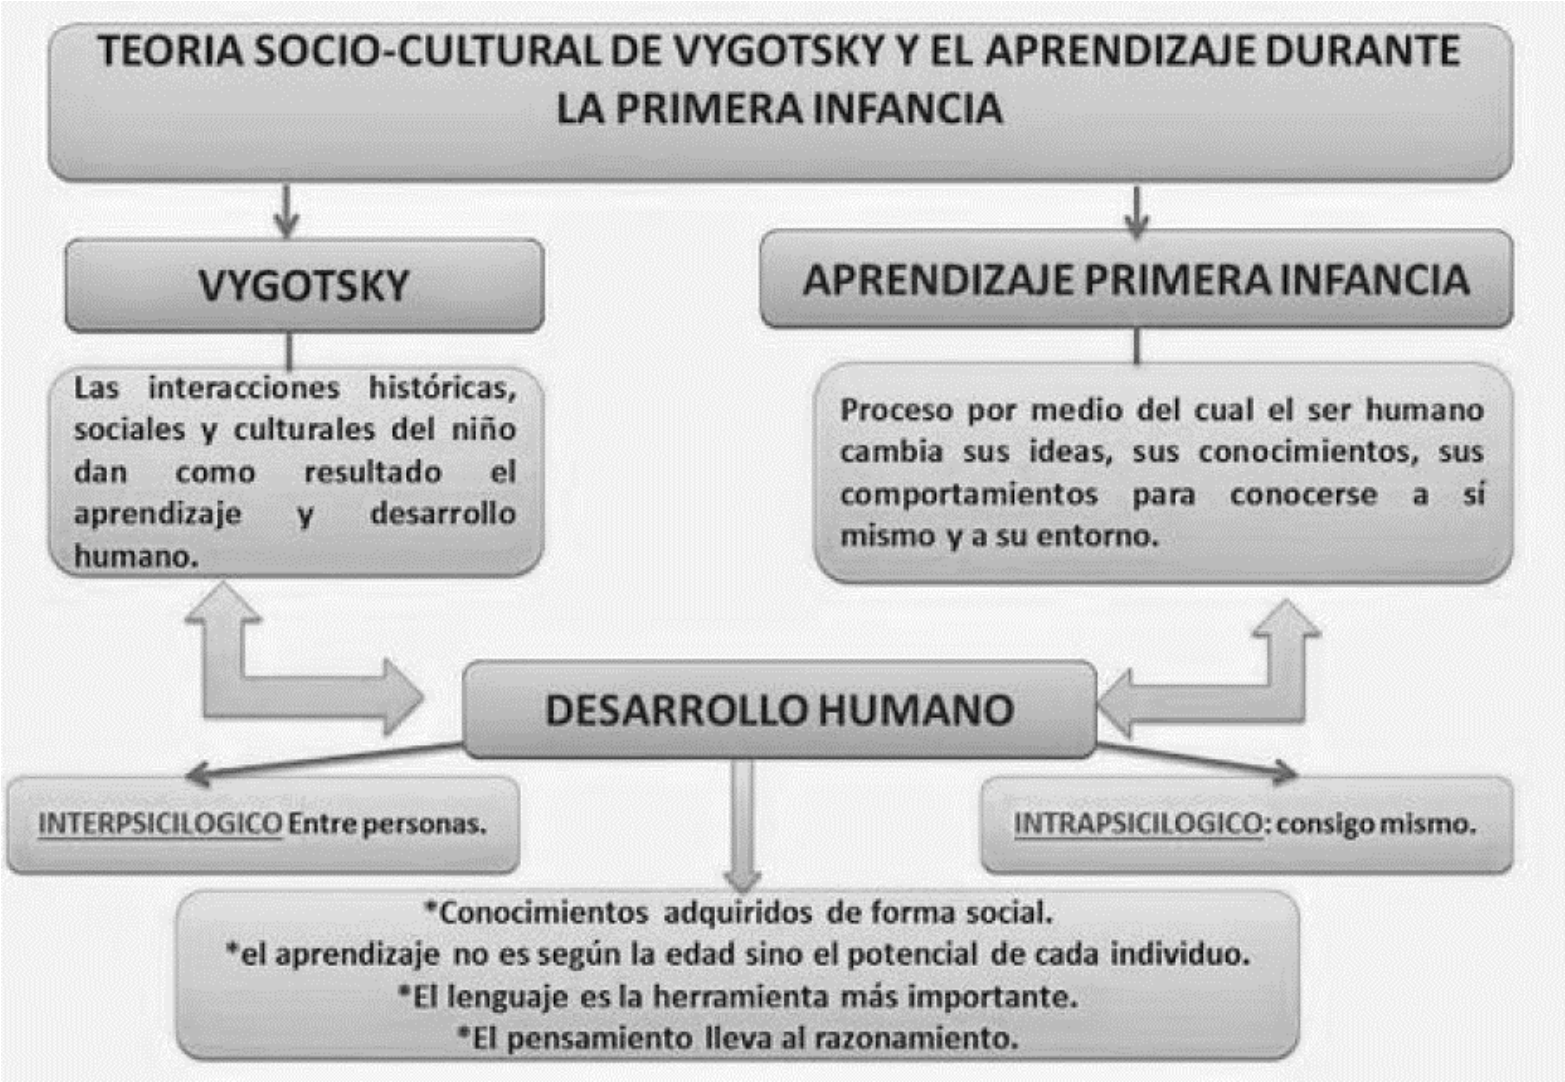 TEORIA SOCIO-CULTURAL DE VYGOTSKY Y EL APRENDIZAJE DURANTE
LA PRIMERA INFANCIA
VYGOTSKY
APRENDIZAJE PRIMERA INFANCIA
Las interacciones históricas,
sociales y culturales del niño
dan como resultado el
aprendizaje y desarrollo
humano.
Proceso por medio del cual el ser humano
cambia sus ideas, sus conocimientos, sus
comportamientos para conocerse a sí
mismo y a su entorno.
DESARROLLO HUMANO
INTERPSICILOGICO Entre personas.
INTRAPSICILOGICO: consigo mismo.
*Conocimientos adquiridos de forma social.
*el aprendizaje no es según la edad sino el potencial de cada individuo.
*El lenguaje es la herramienta más importante.
*El pensamiento lleva al razonamiento.